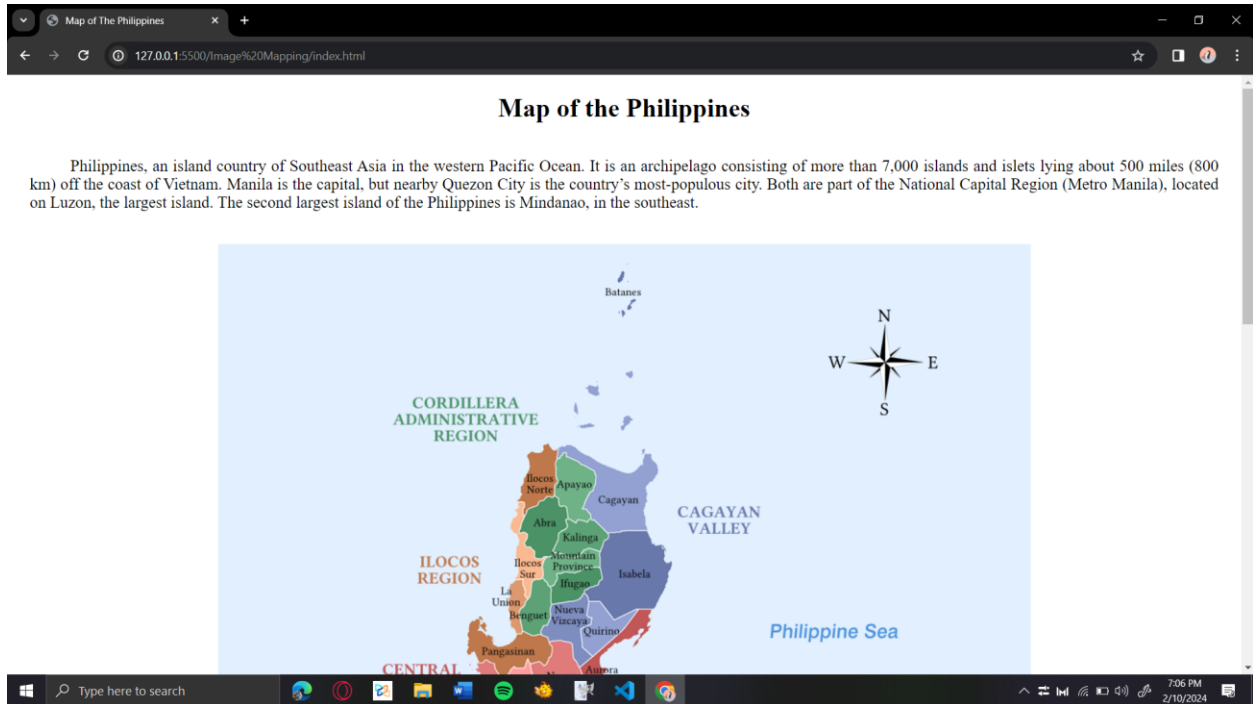 Map of The Philippines
127.0.0.1:5500/Image%20Mapping/index.html
Map of the Philippines
Philippines, an island country of Southeast Asia in the western Pacific Ocean. It is an archipelago consisting of more than 7,000 islands and islets lying about 500 miles (800
km) off the coast of Vietnam. Manila is the capital, but nearby Quezon City is the country’s most-populous city. Both are part of the National Capital Region (Metro Manila), located
on Luzon, the largest island. The second largest island of the Philippines is Mindanao, in the southeast.
Batanes
N
W
E
S
CORDILLERA
ADMINISTRATIVE
REGION
Ilocos
Norte
Apayao
Cagayan
CAGAYAN
VALLEY
Abra
Kalinga
ILOCOS
REGION
Ilocos
Sur
Mountain
Province
Ifugao
Isabela
La
Union
Benguet
Nueva
Vizcaya
Quirino
Philippine Sea
Pangasinan
CENTRAL
Aurora
Type here to search
7:06 PM
2/10/2024